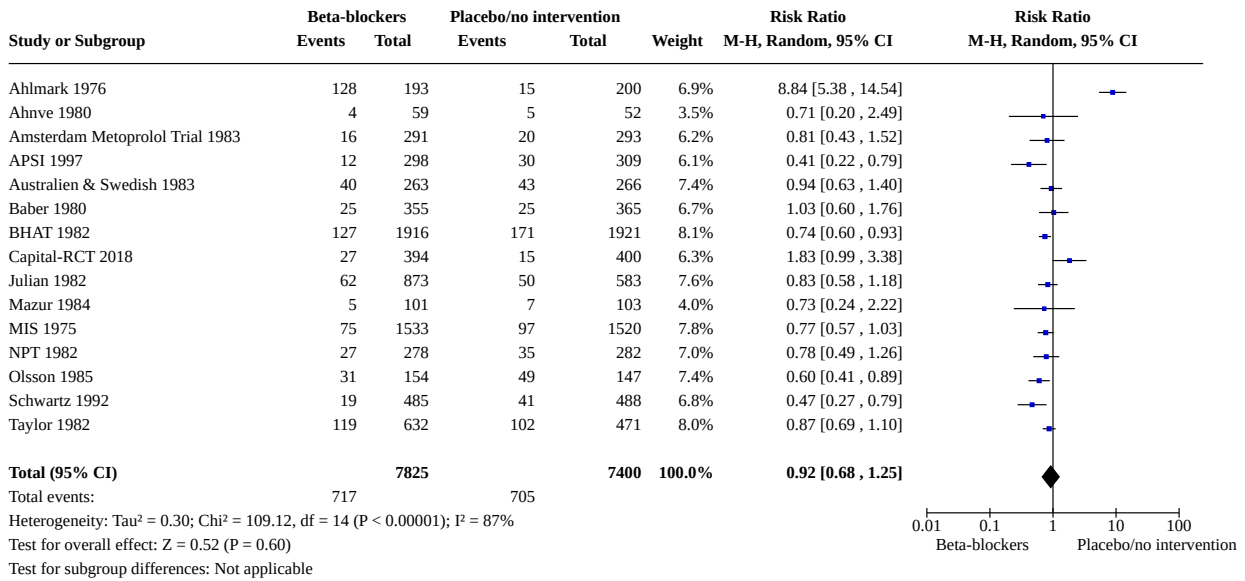 Beta-blockers Placebo/no intervention Risk Ratio Risk Ratio
Study or Subgroup Events Total Events Total Weight M-H, Random, 95% CI M-H, Random, 95% CI
Ahlmark 1976 128 193 15 200 6.9% 8.84 [5.38 , 14.54]
Ahnve 1980 4 59 5 52 3.5% 0.71 [0.20 , 2.49]
Amsterdam Metoprolol Trial 1983 16 291 20 293 6.2% 0.81 [0.43 , 1.52]
APSI 1997 12 298 30 309 6.1% 0.41 [0.22 , 0.79]
Australien & Swedish 1983 40 263 43 266 7.4% 0.94 [0.63 , 1.40]
Baber 1980 25 355 25 365 6.7% 1.03 [0.60 , 1.76]
BHAT 1982 127 1916 171 1921 8.1% 0.74 [0.60 , 0.93]
Capital-RCT 2018 27 394 15 400 6.3% 1.83 [0.99 , 3.38]
Julian 1982 62 873 50 583 7.6% 0.83 [0.58 , 1.18]
Mazur 1984 5 101 7 103 4.0% 0.73 [0.24 , 2.22]
MIS 1975 75 1533 97 1520 7.8% 0.77 [0.57 , 1.03]
NPT 1982 27 278 35 282 7.0% 0.78 [0.49 , 1.26]
Olsson 1985 31 154 49 147 7.4% 0.60 [0.41 , 0.89]
Schwartz 1992 19 485 41 488 6.8% 0.47 [0.27 , 0.79]
Taylor 1982 119 632 102 471 8.0% 0.87 [0.69 , 1.10]
Total (95% CI) 7825 7400 100.0% 0.92 [0.68 , 1.25]
Total events: 717 705
Heterogeneity: Tau² = 0.30; Chi² = 109.12, df = 14 (P < 0.00001); I² = 87%
0.01 0.1 1 10 100
Test for overall effect: Z = 0.52 (P = 0.60)
Beta-blockers Placebo/no intervention
Test for subgroup differences: Not applicable